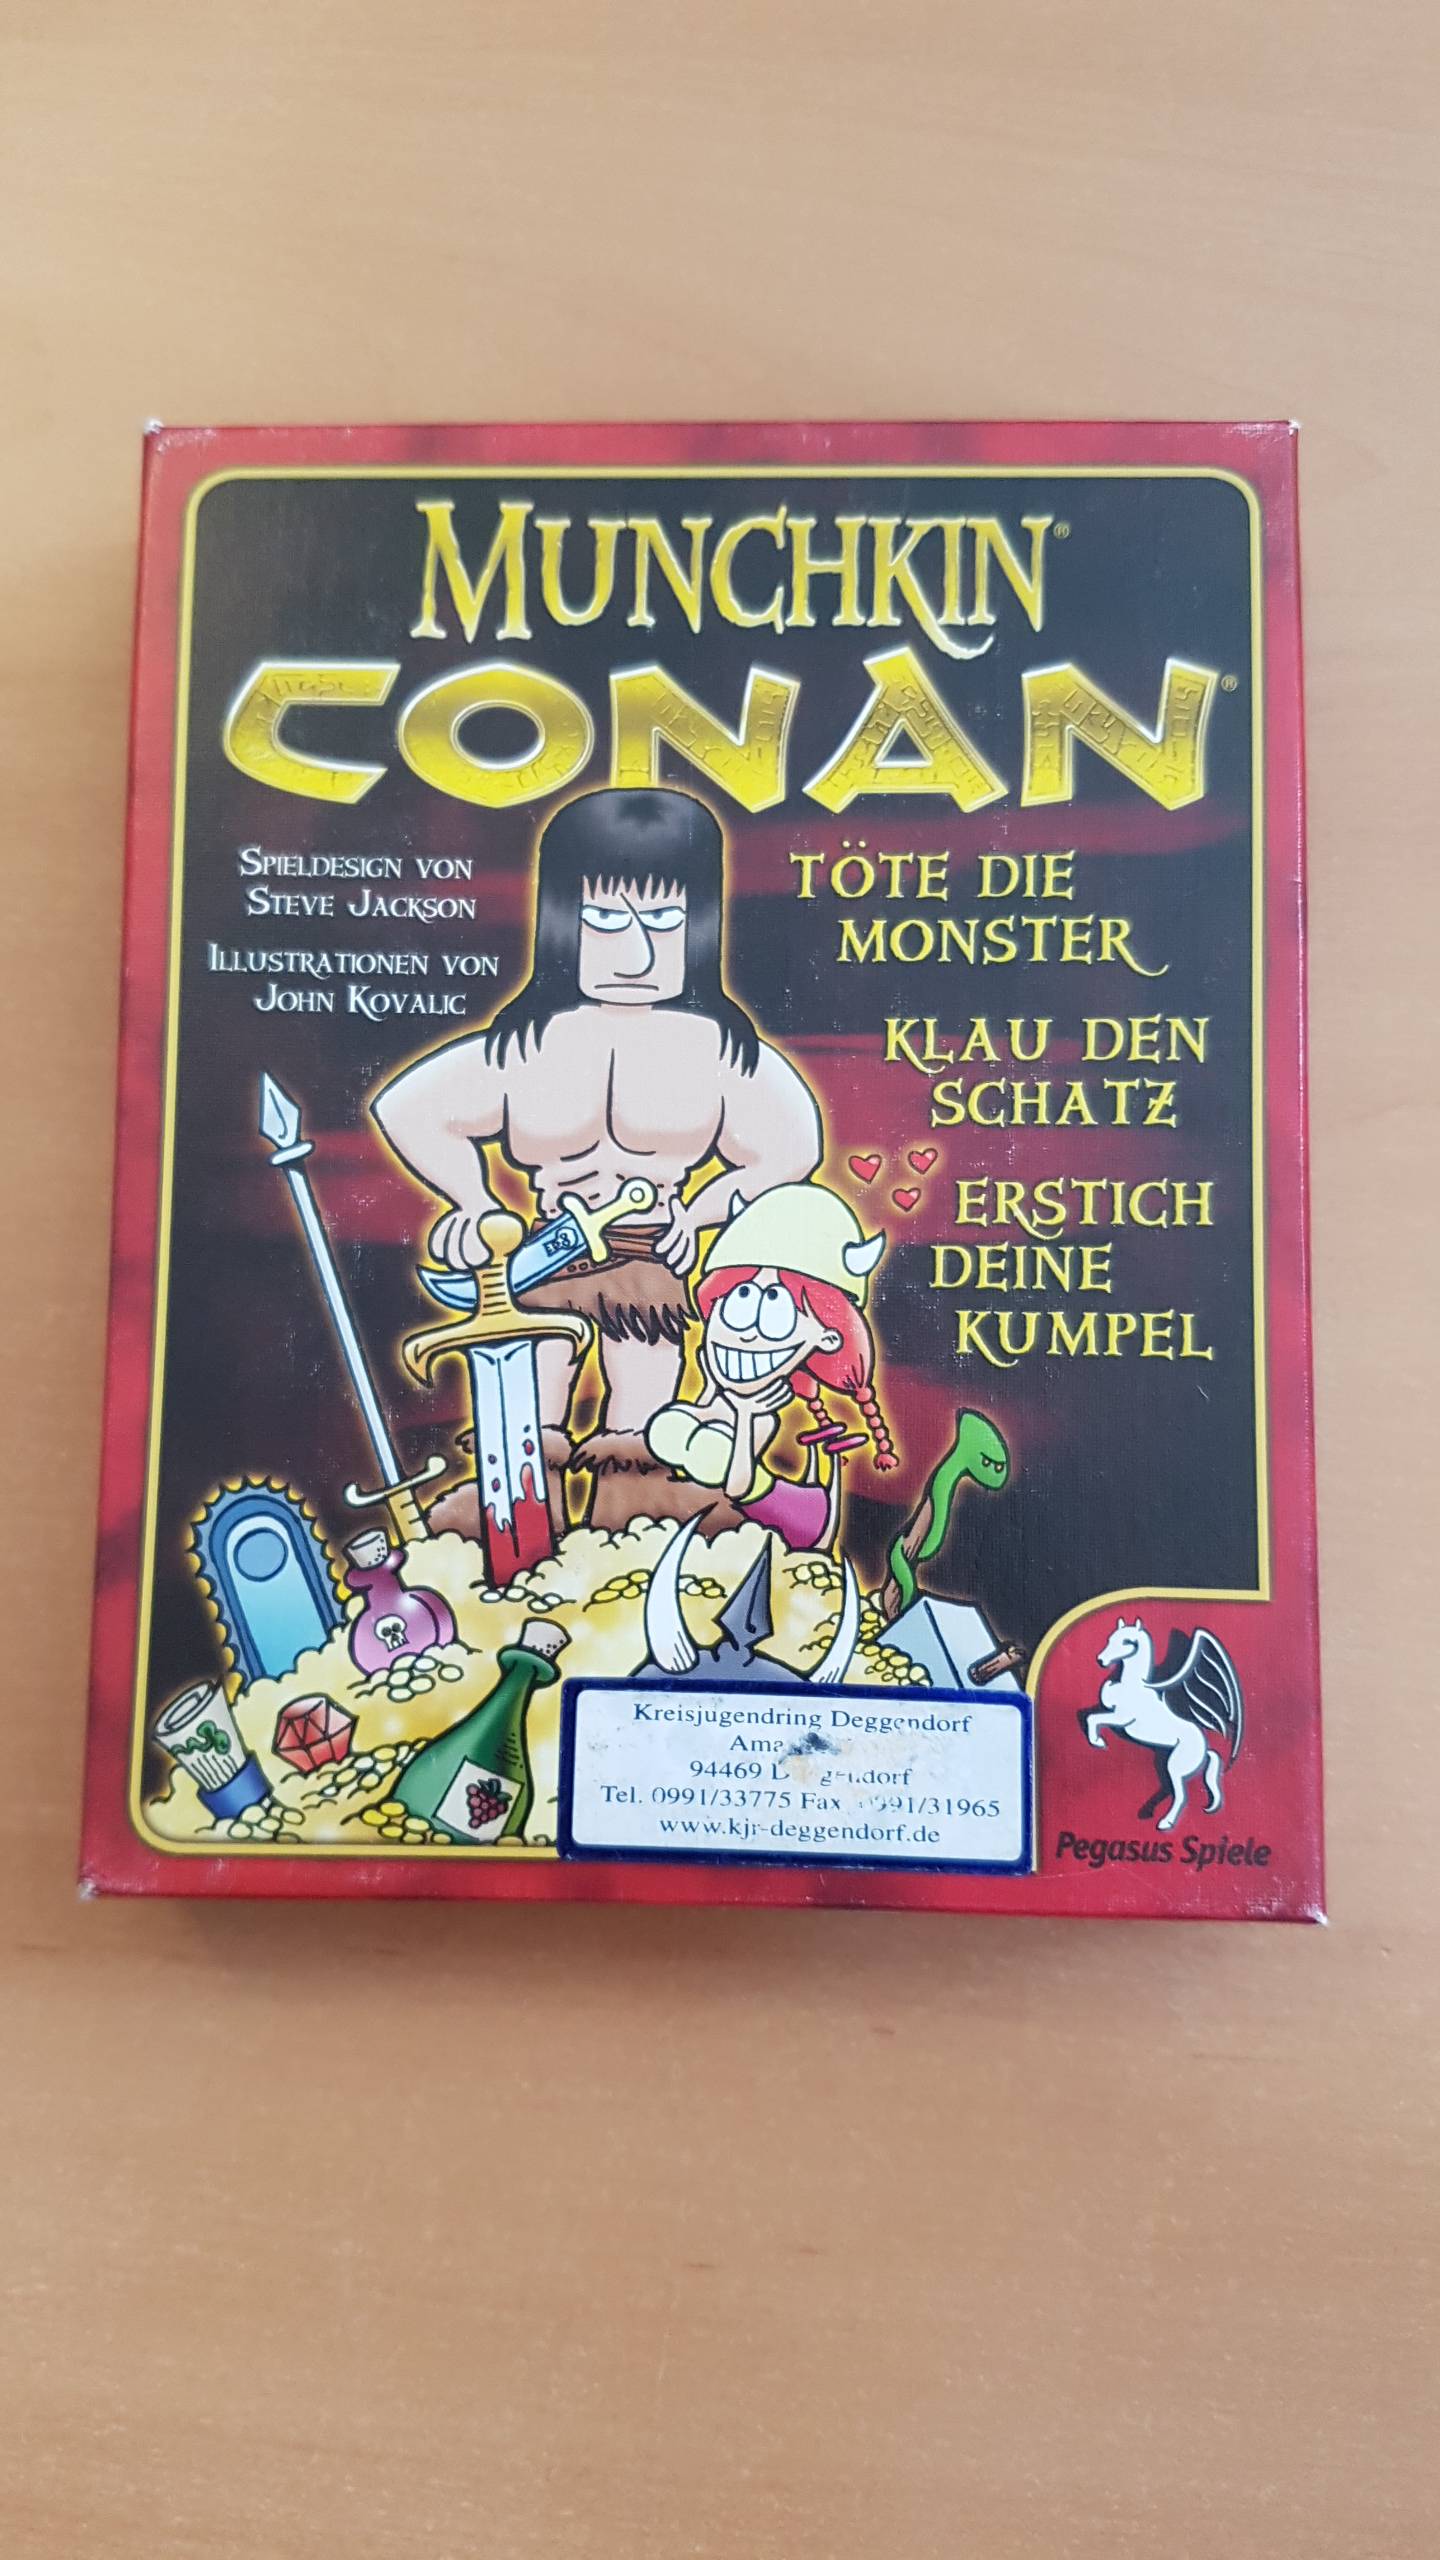 MUNCHKIN®
CONAN®
SPIELDESIGN VON
STEVE JACKSON
ILLUSTRATIONEN VON
JOHN KOVALIC
TÖTE DIE
MONSTER
KLAU DEN
SCHATZ
ERSTICH
DEINE
KUMPEL
Kreisjugendring Deggendorf
94469
Tel. 0991/33775 Fax
www.kjr-deggendorf.de
Pegasus Spiele